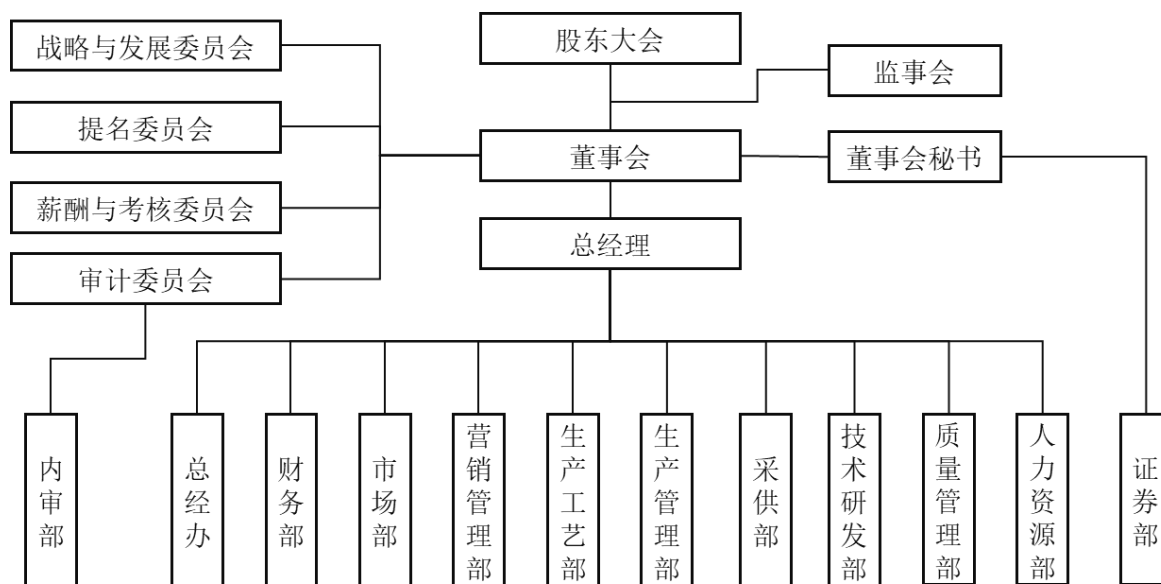 战略与发展委员会
股东大会
监事会
提名委员会
董事会
董事会秘书
薪酬与考核委员会
总经理
审计委员会
内审部
总经办
财务部
市场部
营销管理部
生产工艺部
生产管理部
采供部
技术研发部
质量管理部
人力资源部
证券部